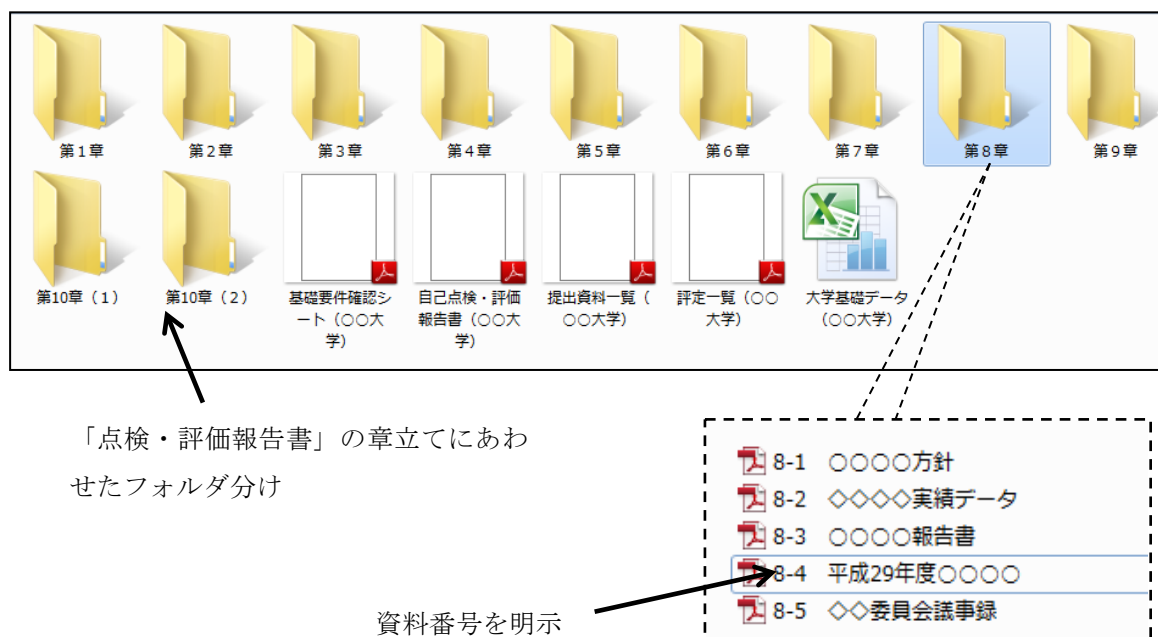 第1章
第2章
第3章
第4章
第5章
第6章
第7章
第8章
第9章
第10章（1）
第10章（2）
基礎要件確認シ
ート（○○大
学）
自己点検・評価
報告書（○○大
学）
提出資料一覧（
○○大学）
評定一覧（○○
大学）
大学基礎データ
（○○大学）
「点検・評価報告書」の章立てにあわ
せたフォルダ分け
8-1　○○○○方針
8-2　◇◇◇◇実績データ
8-3　○○○○報告書
8-4　平成29年度○○○○
8-5　◇◇委員会議事録
資料番号を明示